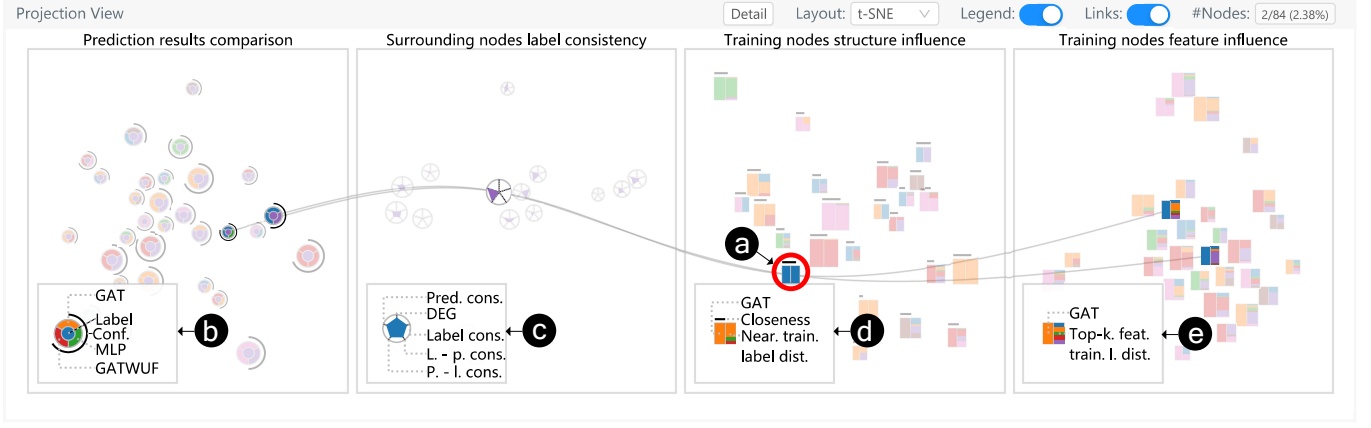 Projection View Detail Layout: t-SNE Legend: Links: #Nodes: 2/84 (2.38%)
Prediction results comparison Surrounding nodes label consistency Training nodes structure influence Training nodes feature influence
a
GAT
Label
Conf.
MLP
GATWUF
b
Pred. cons.
DEG
Label cons.
L. - p. cons.
P. - l. cons.
c
GAT
Closeness
Near. train.
label dist.
d
GAT
Top-k. feat.
train. l. dist.
e